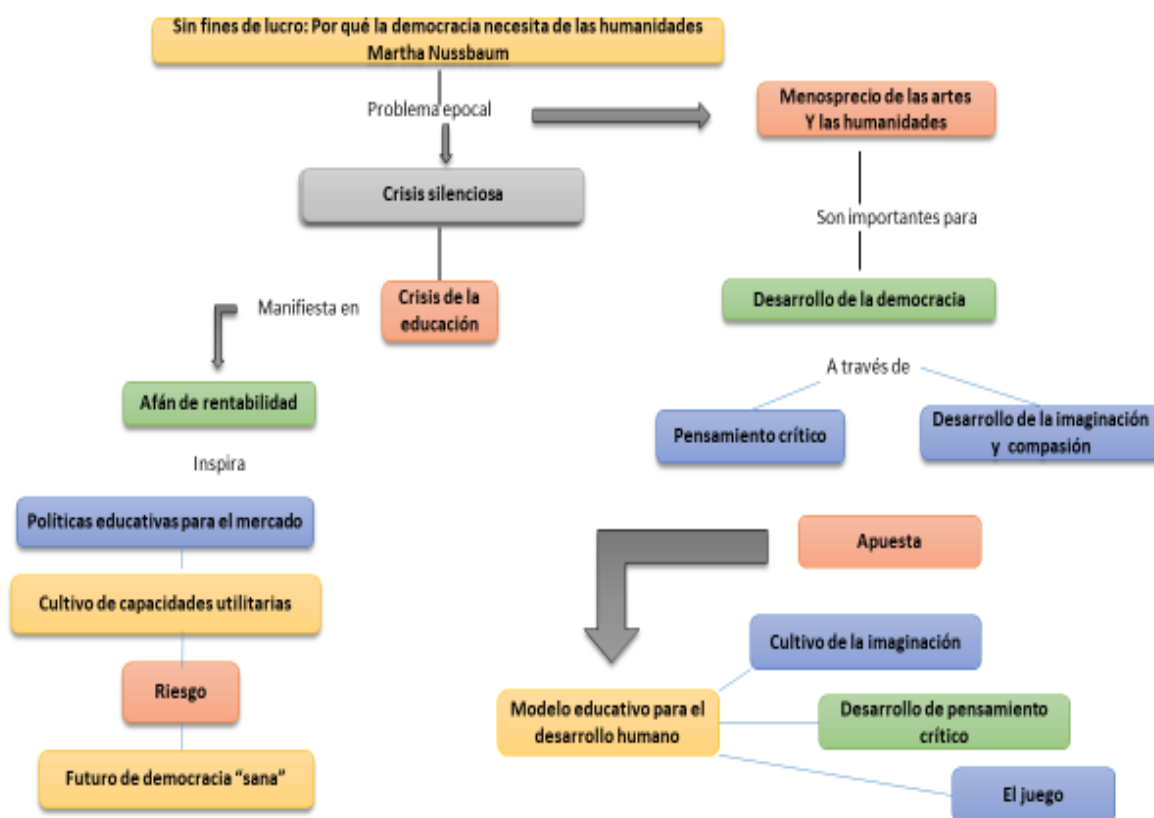 Sin fines de lucro: Por qué la democracia necesita de las humanidades
Martha Nussbaum
Problema epocal
Menosprecio de las artes
Y las humanidades
Crisis silenciosa
Son importantes para
Crisis de la
educación
Manifiesta en
Desarrollo de la democracia
A través de
Afán de rentabilidad
Pensamiento crítico
Desarrollo de la imaginación
y compasión
Inspira
Políticas educativas para el mercado
Apuesta
Cultivo de capacidades utilitarias
Cultivo de la imaginación
Riesgo
Modelo educativo para el
desarrollo humano
Desarrollo de pensamiento
crítico
Futuro de democracia “sana”
El juego